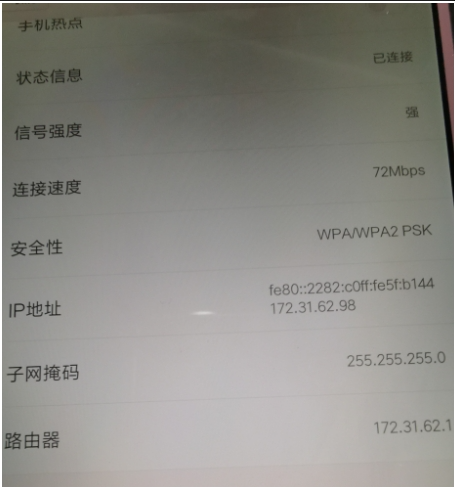 手机热点
状态信息 已连接
信号强度 强
连接速度 72Mbps
安全性 WPA/WPA2 PSK
IP地址 fe80::2282:c0ff:fe5f:b144
172.31.62.98
子网掩码 255.255.255.0
路由器 172.31.62.1